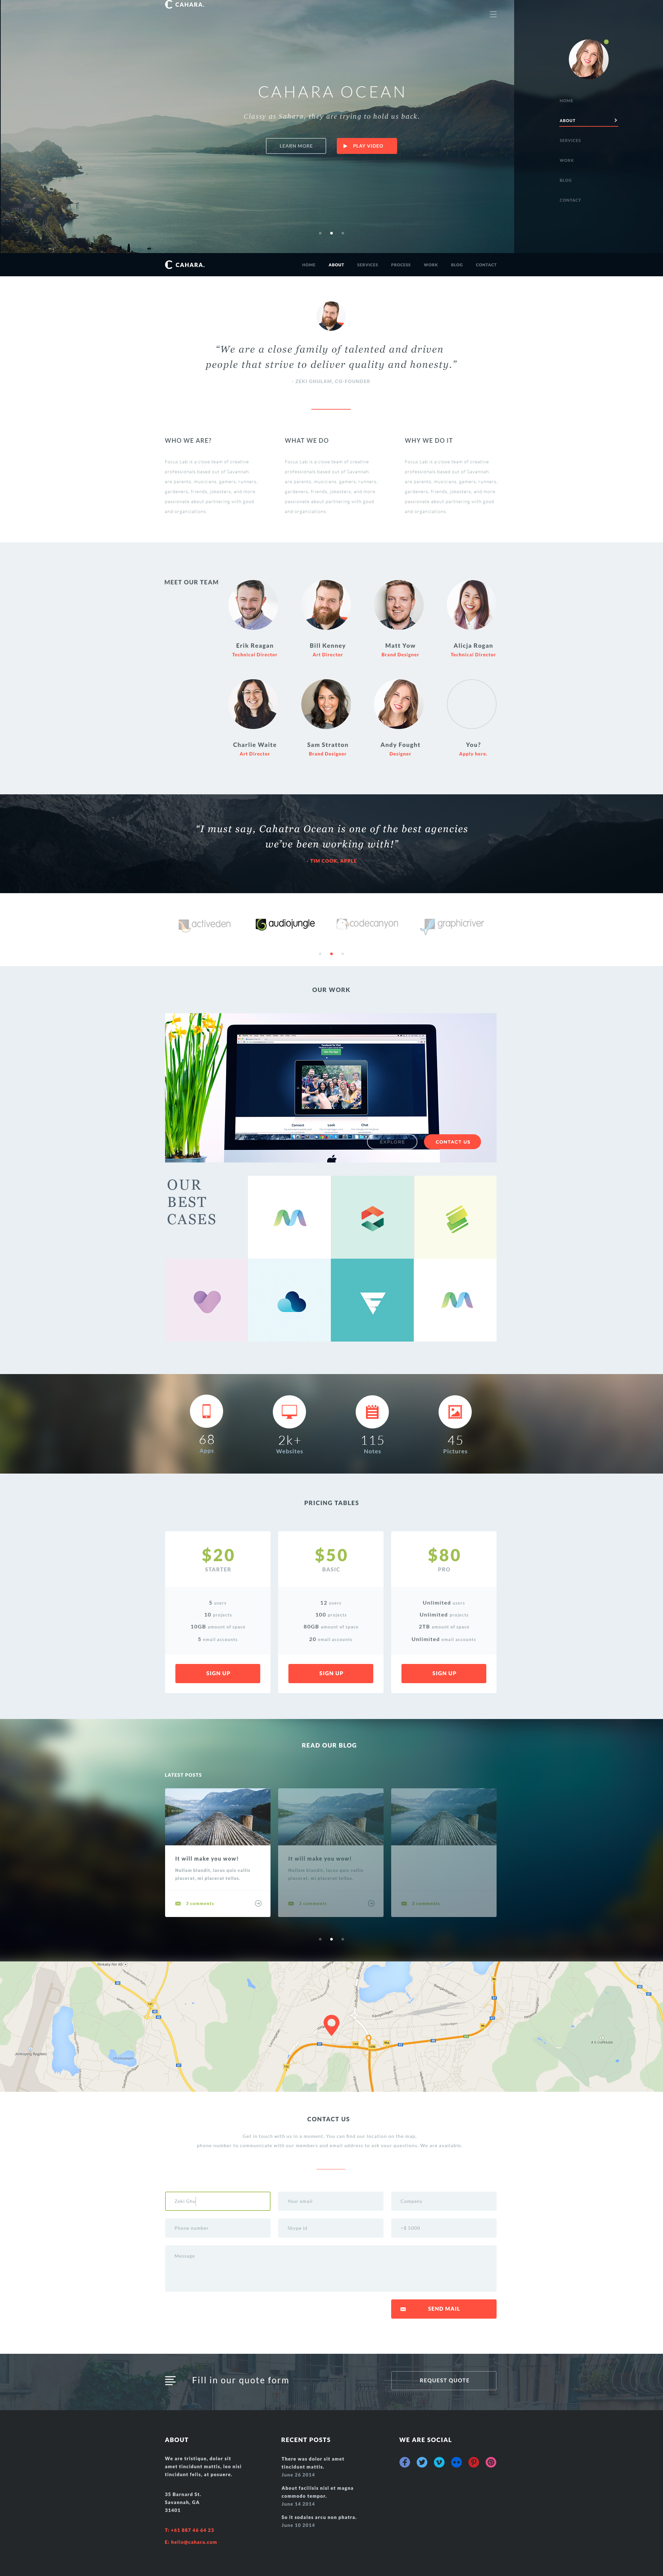 CAHARA.
CAHARA OCEAN
Classy as Sahara, they are trying to hold us back.
LEARN MORE
PLAY VIDEO
HOME
ABOUT
SERVICES
WORK
BLOG
CONTACT
CAHARA.
HOME ABOUT SERVICES PROCESS WORK BLOG CONTACT
“We are a close family of talented and driven
people that strive to deliver quality and honesty.”
- ZEKI GHULAM, CO-FOUNDER
WHO WE ARE?
Focus Lab is a close team of creative
professionals based out of Savannah.
are parents, musicians, gamers, runners,
gardeners, friends, jokesters, and more.
passionate about partnering with good
and organizations.
WHAT WE DO
Focus Lab is a close team of creative
professionals based out of Savannah.
are parents, musicians, gamers, runners,
gardeners, friends, jokesters, and more.
passionate about partnering with good
and organizations.
WHY WE DO IT
Focus Lab is a close team of creative
professionals based out of Savannah.
are parents, musicians, gamers, runners,
gardeners, friends, jokesters, and more.
passionate about partnering with good
and organizations.
MEET OUR TEAM
Erik Reagan
Technical Director
Bill Kenney
Art Director
Matt Yow
Brand Designer
Alicja Rogan
Technical Director
Charlie Waite
Art Director
Sam Stratton
Brand Designer
Andy Fought
Designer
You?
Apply here.
“I must say, Cahatra Ocean is one of the best agencies
we’ve been working with!”
- TIM COOK, APPLE
activeden
audiojungle
codecanyon
graphicriver
OUR WORK
Connect
Load
Chat
EXPLORE
CONTACT US
OUR
BEST
CASES
68
Apps
2k+
Websites
115
Notes
45
Pictures
PRICING TABLES
$20
STARTER
5 users
10 projects
10GB amount of space
5 email accounts
SIGN UP
$50
BASIC
12 users
100 projects
80GB amount of space
20 email accounts
SIGN UP
$80
PRO
Unlimited users
Unlimited projects
2TB amount of space
Unlimited email accounts
SIGN UP
READ OUR BLOG
LATEST POSTS
It will make you wow!
Nullam blandit, lacus quis mattis
placerat, mi placerat tellus.
3 comments
It will make you wow!
Nullam blandit, lacus quis mattis
placerat, mi placerat tellus.
3 comments
3 comments
CONTACT US
Get in touch with us in a moment. You can find our location on the map,
phone number to communicate with our members and email address to ask your questions. We are available.
Zeki Ghu
Your email
Company
Phone number
Skype id
Message
SEND MAIL
Fill in our quote form
REQUEST QUOTE
ABOUT
We are tristique, dolor sit
amet tincidunt mattis, leo nisi
tincidunt felis, at posuere.
35 Barnard St.
Savannah, GA
31401
T: +61 887 46 64 23
E: hello@cahara.com
RECENT POSTS
There was dolor sit amet
tincidunt mattis.
June 26 2014
About facilisis nisi et magna
commodo tempor.
June 14 2014
So it sodales arcu non phatra.
June 10 2014
WE ARE SOCIAL